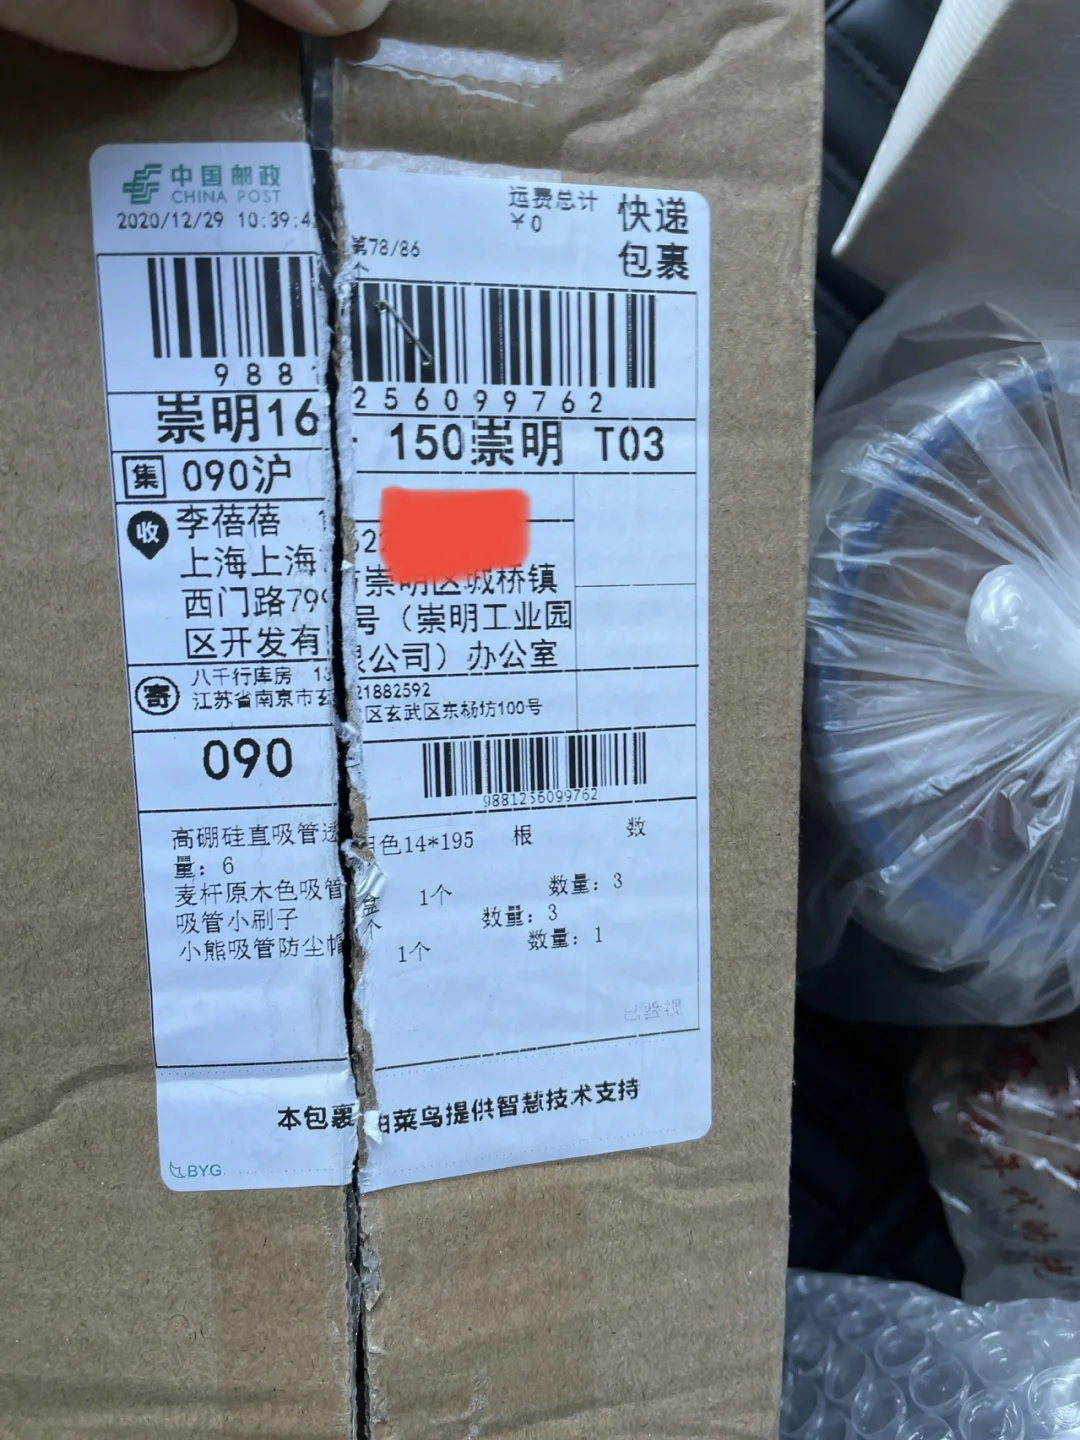 中国邮政
CHINA POST
2020/12/29 10:39:4
运费总计
¥0
快递
包裹
第78/86
个
988
256099762
崇明16
150崇明 T03
集 090沪
收 李蓓蓓
52
上海上海 崇明区城桥镇
西门路799号（崇明工业园
区开发有限公司）办公室
寄 八千行库房 13 21882592
江苏省南京市玄 区玄武区东杨坊100号
090
9881256099762
高硼硅直吸管透 色14*195 根 数
量：6
麦杆原木色吸管 盒 1个 数量：3
吸管小刷子 个 数量：3
小熊吸管防尘帽 1个 数量：1
已验视
本包裹由菜鸟提供智慧技术支持
BYG